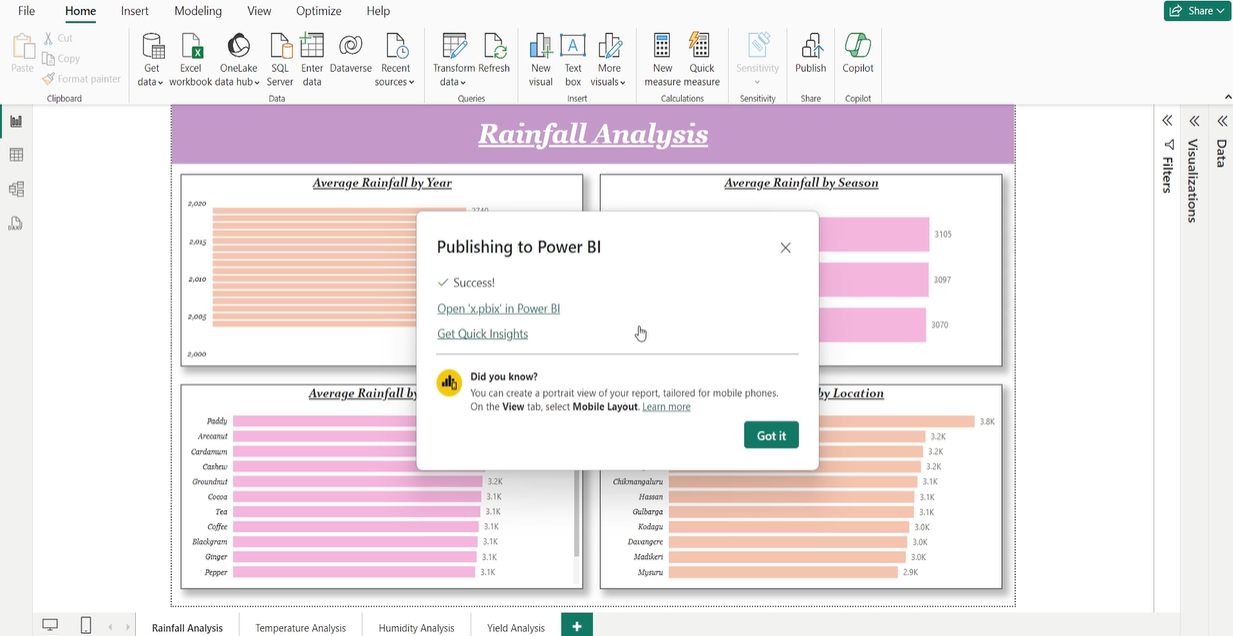 File Home Insert Modeling View Optimize Help
Share
Cut
Copy
Format painter
Paste
Clipboard
Get data
Excel workbook
OneLake data hub
SQL Server
Enter data
Dataverse
Recent sources
Data
Transform data
Refresh
Queries
New visual
Text box
More visuals
Insert
New measure
Quick measure
Calculations
Sensitivity
Sensitivity
Publish
Share
Copilot
Copilot
Rainfall Analysis
Average Rainfall by Year
2,020
2,015
2,010
2,005
2,000
2740
Average Rainfall by Season
3105
3097
3070
Publishing to Power BI
Success!
Open 'x.pbix' in Power BI
Get Quick Insights
Did you know?
You can create a portrait view of your report, tailored for mobile phones.
On the View tab, select Mobile Layout. Learn more
Got it
Average Rainfall by
Paddy
Arecanut
Cardamum
Cashew
Groundnut 3.2K
Cocoa 3.1K
Tea 3.1K
Coffee 3.1K
Blackgram 3.1K
Ginger 3.1K
Pepper 3.1K
by Location
3.8K
3.2K
3.2K
3.2K
Chikmangaluru 3.1K
Hassan 3.1K
Gulbarga 3.1K
Kodagu 3.0K
Davangere 3.0K
Madikeri 3.0K
Mysuru 2.9K
Filters
Visualizations
Data
Rainfall Analysis Temperature Analysis Humidity Analysis Yield Analysis